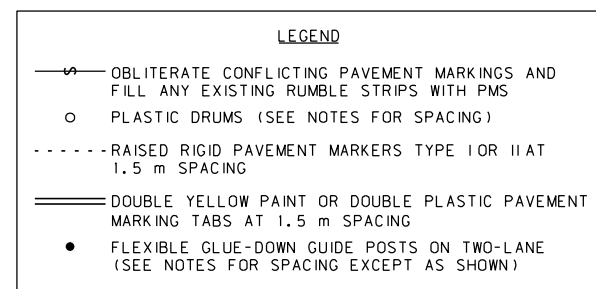 LEGEND
OBLITERATE CONFLICTING PAVEMENT MARKINGS AND
FILL ANY EXISTING RUMBLE STRIPS WITH PMS
PLASTIC DRUMS (SEE NOTES FOR SPACING)
RAISED RIGID PAVEMENT MARKERS TYPE I OR II AT
1.5 m SPACING
DOUBLE YELLOW PAINT OR DOUBLE PLASTIC PAVEMENT
MARKING TABS AT 1.5 m SPACING
FLEXIBLE GLUE-DOWN GUIDE POSTS ON TWO-LANE
(SEE NOTES FOR SPACING EXCEPT AS SHOWN)